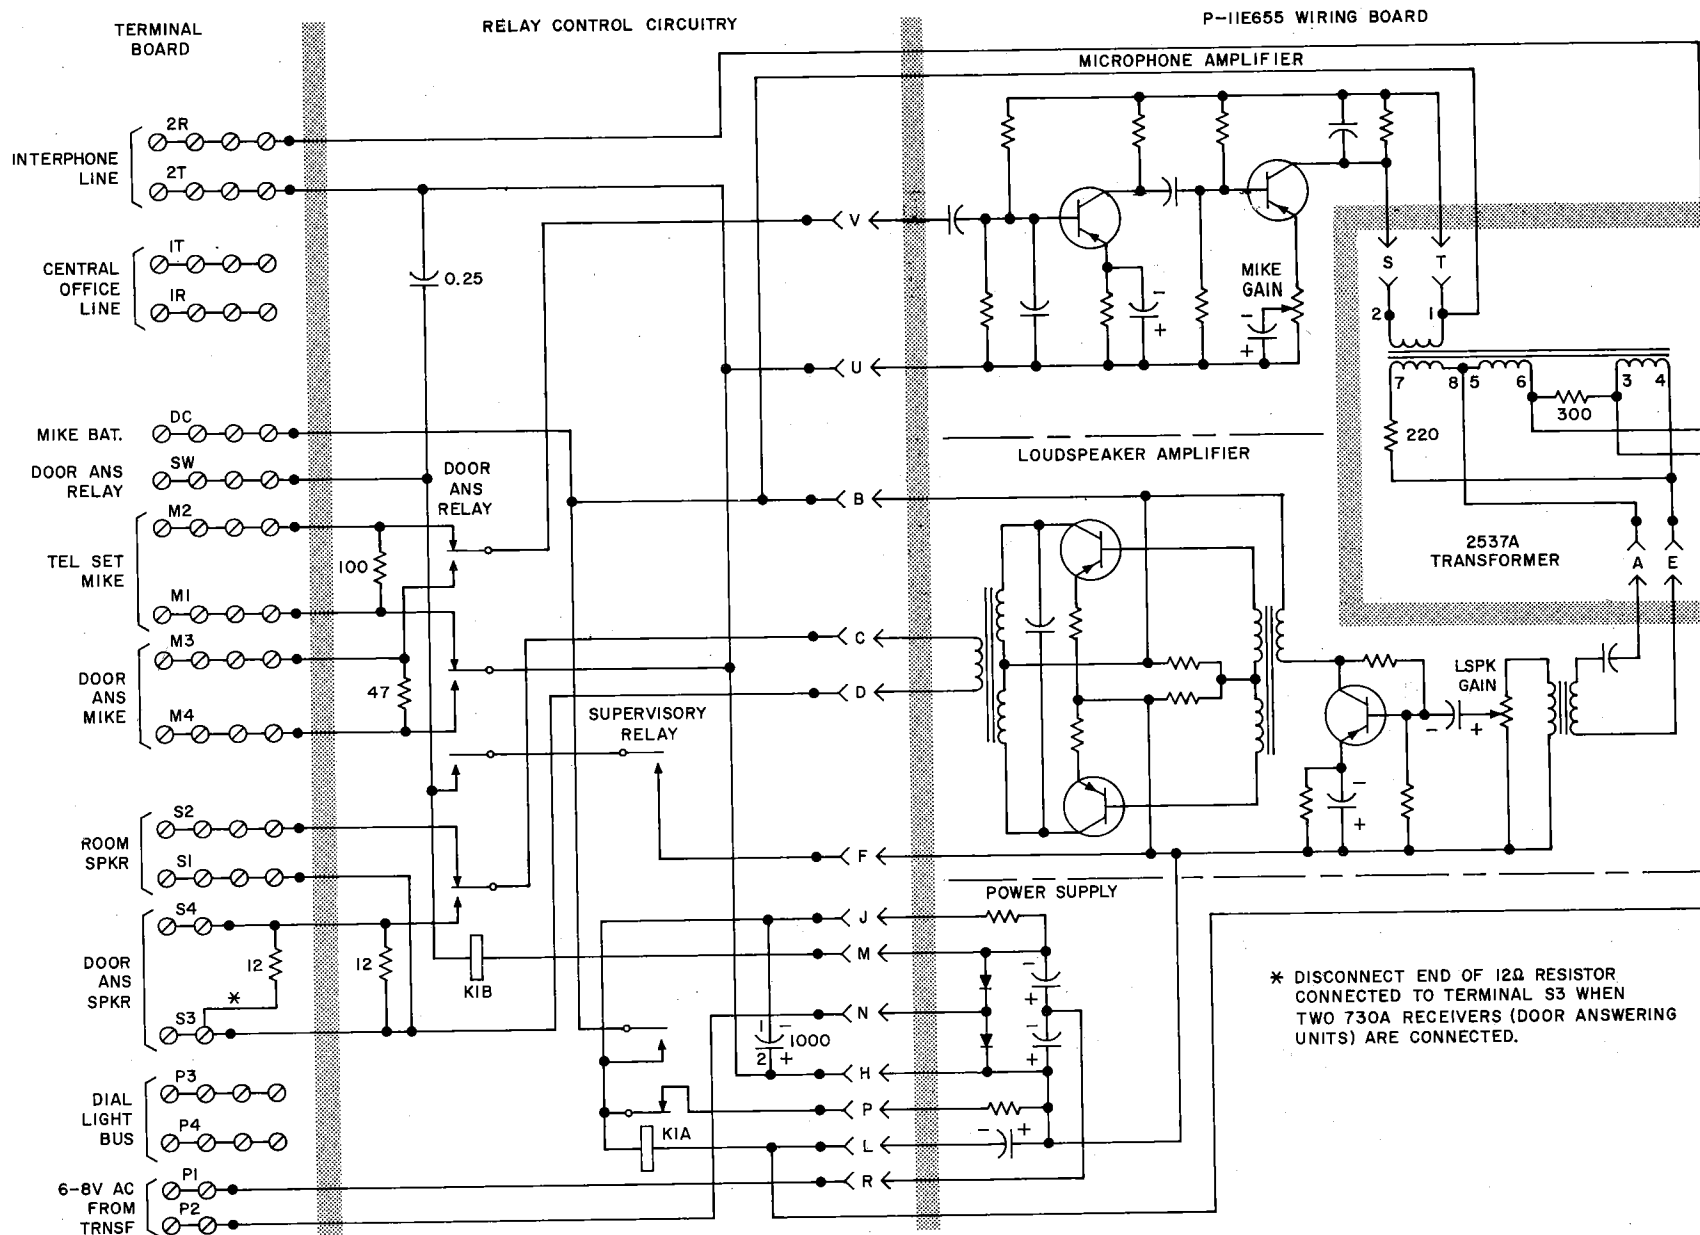 TERMINAL
BOARD
RELAY CONTROL CIRCUITRY
P-11E655 WIRING BOARD
MICROPHONE AMPLIFIER
INTERPHONE
LINE
2R
2T
CENTRAL
OFFICE
LINE
1T
1R
0.25
V
U
MIKE
GAIN
-
+
-
+
S
T
2
1
7
8
5
6
3
4
300
220
2537A
TRANSFORMER
A
E
MIKE BAT.
DC
DOOR ANS
RELAY
SW
DOOR
ANS
RELAY
TEL SET
MIKE
M2
M1
100
DOOR
ANS
MIKE
M3
M4
47
SUPERVISORY
RELAY
LOUDSPEAKER AMPLIFIER
B
C
D
F
LSPK
GAIN
-
+
-
+
ROOM
SPKR
S2
S1
DOOR
ANS
SPKR
S4
S3
12
*
12
K1B
POWER SUPPLY
J
M
N
H
P
L
R
1
-
1000
2
+
-
+
-
+
-
+
K1A
DIAL
LIGHT
BUS
P3
P4
6-8V AC
FROM
TRNSF
P1
P2
* DISCONNECT END OF 12Ω RESISTOR
CONNECTED TO TERMINAL S3 WHEN
TWO 730A RECEIVERS (DOOR ANSWERING
UNITS) ARE CONNECTED.